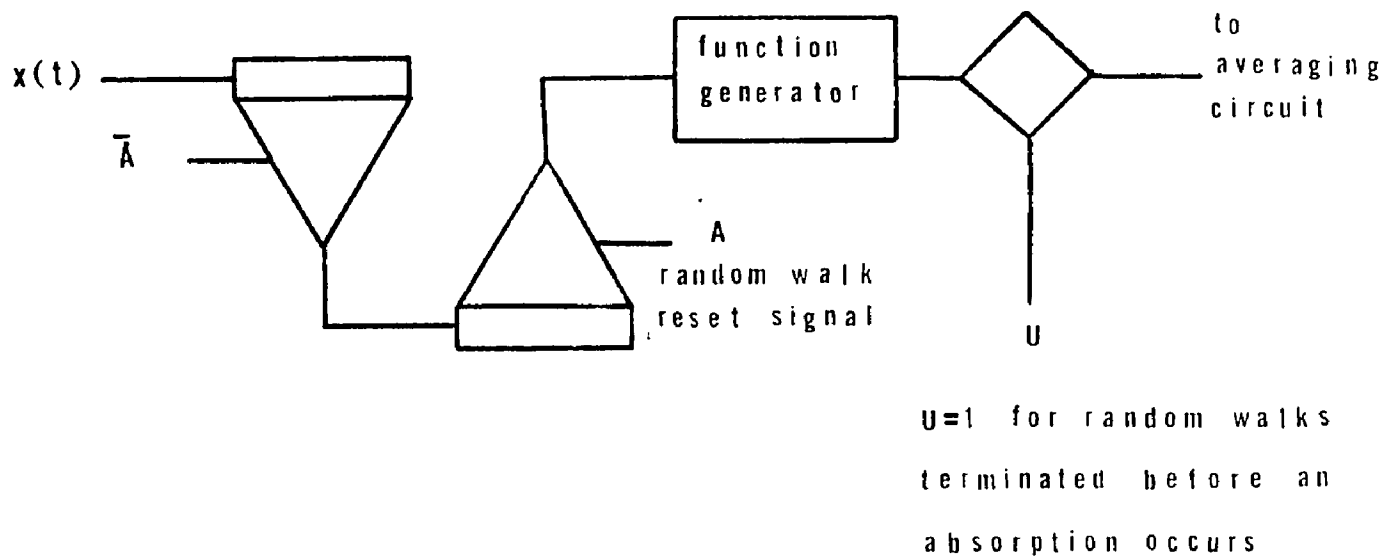 x(t)
A̅
function
generator
to
averaging
circuit
A
random walk
reset signal
U
U=1 for random walks
terminated before an
absorption occurs